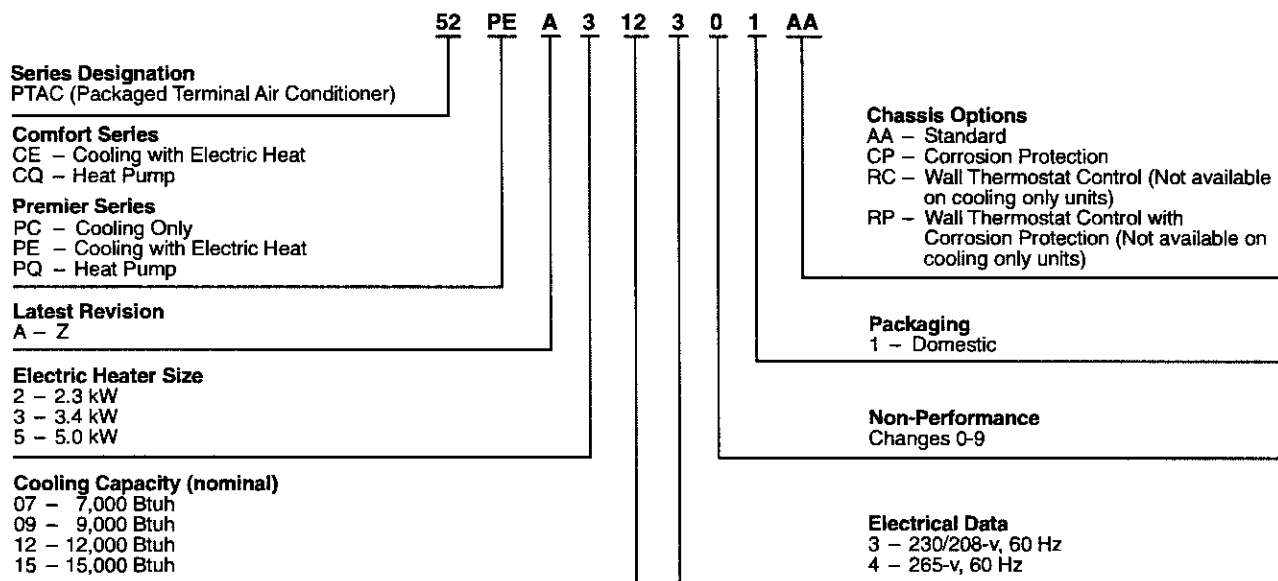 52 PE A 3 12 3 0 1 AA
Series Designation
PTAC (Packaged Terminal Air Conditioner)
Comfort Series
CE – Cooling with Electric Heat
CQ – Heat Pump
Premier Series
PC – Cooling Only
PE – Cooling with Electric Heat
PQ – Heat Pump
Latest Revision
A – Z
Electric Heater Size
2 – 2.3 kW
3 – 3.4 kW
5 – 5.0 kW
Cooling Capacity (nominal)
07 – 7,000 Btuh
09 – 9,000 Btuh
12 – 12,000 Btuh
15 – 15,000 Btuh
Chassis Options
AA – Standard
CP – Corrosion Protection
RC – Wall Thermostat Control (Not available
on cooling only units)
RP – Wall Thermostat Control with
Corrosion Protection (Not available on
cooling only units)
Packaging
1 – Domestic
Non-Performance
Changes 0-9
Electrical Data
3 – 230/208-v, 60 Hz
4 – 265-v, 60 Hz